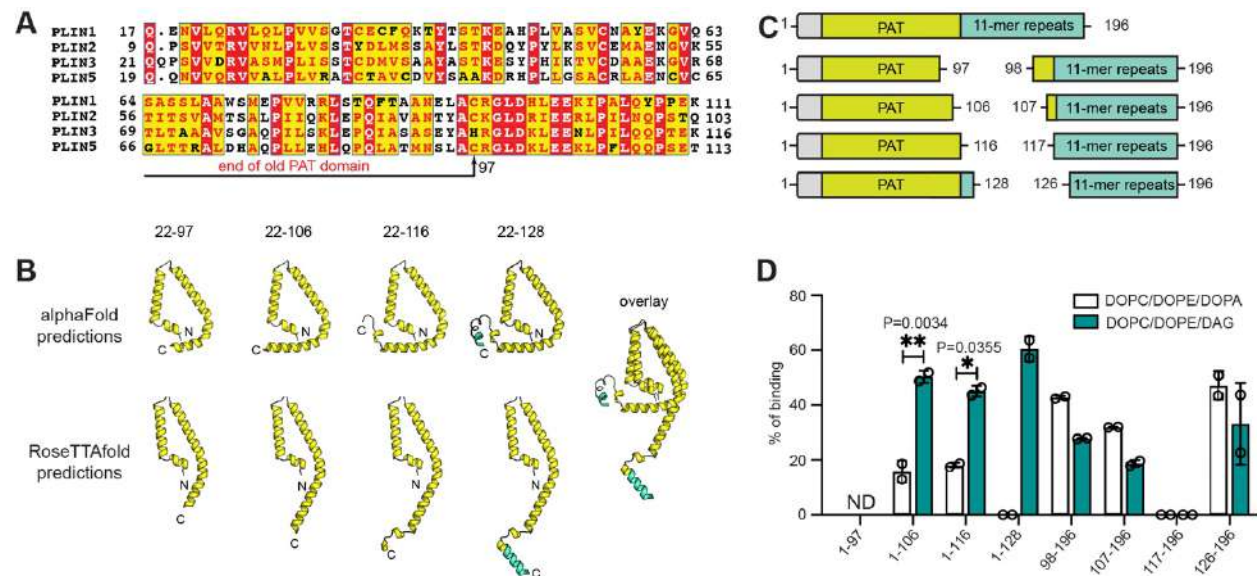 A
PLIN1 17 Q.ENVLQRVLQLPVVSGTCECFQKTYTSTKEAHPLVASVCNAYEKGVQ 63
PLIN2 9 Q.PSVVTRVVNLPLVSSTYDLMSSAYLSTKDQYPYLKSVCEMAENGVK 55
PLIN3 20 QQPSVVDRVASMPLISSTCDMVSAAYASTKESYPHIKTVCDAAEKGVR 68
PLIN5 19 Q.QNVVQRVVALPLVRATCTAVCDVYSAAKDRHPLLGSACRLAENCVC 65
PLIN1 64 SASSLAAWSMEPVVRRLSTQFTAANELACRGLDHLEEKIPALQYPPEK 111
PLIN2 56 TITSVAMTSALPIIQKLEPQIAVANTYACKGLDRLEEKLPILNQPSTQ 103
PLIN3 69 TLTAAAVSGAQPILSKLEPQIASASEYAHRGLDKLEENLPILQQPTEK 116
PLIN5 66 GLTTRALDHAQPLLEHLQPQLATMNSLACRGLDKLEEKLPFLQQPSET 113
end of old PAT domain
97
B
22-97 22-106 22-116 22-128
alphaFold
predictions
N
C
N
C
N
C
N
C
overlay
RoseTTAfold
predictions
N
C
N
C
N
C
N
C
C
1 PAT 11-mer repeats 196
1 PAT 97 98 11-mer repeats 196
1 PAT 106 107 11-mer repeats 196
1 PAT 116 117 11-mer repeats 196
1 PAT 128 126 11-mer repeats 196
D
DOPC/DOPE/DOPA
DOPC/DOPE/DAG
P=0.0034
**
P=0.0355
*
% of binding
80
60
40
20
0
ND
1-97
1-106
1-116
1-128
98-196
107-196
117-196
126-196